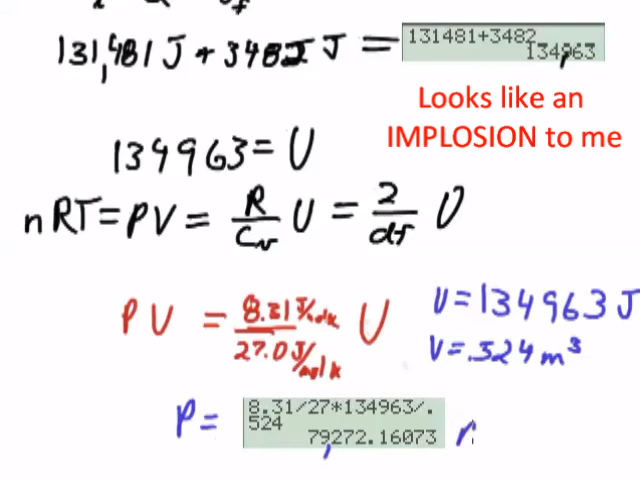 131,481 J + 3482 J =
131481+3482
134963
Looks like an
IMPLOSION to me
134963 = U
nRT = PV = R/Cv U = 2/df U
PV = 8.31 J/molK / 27.0 J/molK U
U = 134963 J
V = .524 m³
P =
8.31/27*134963/.
524
79272.16073